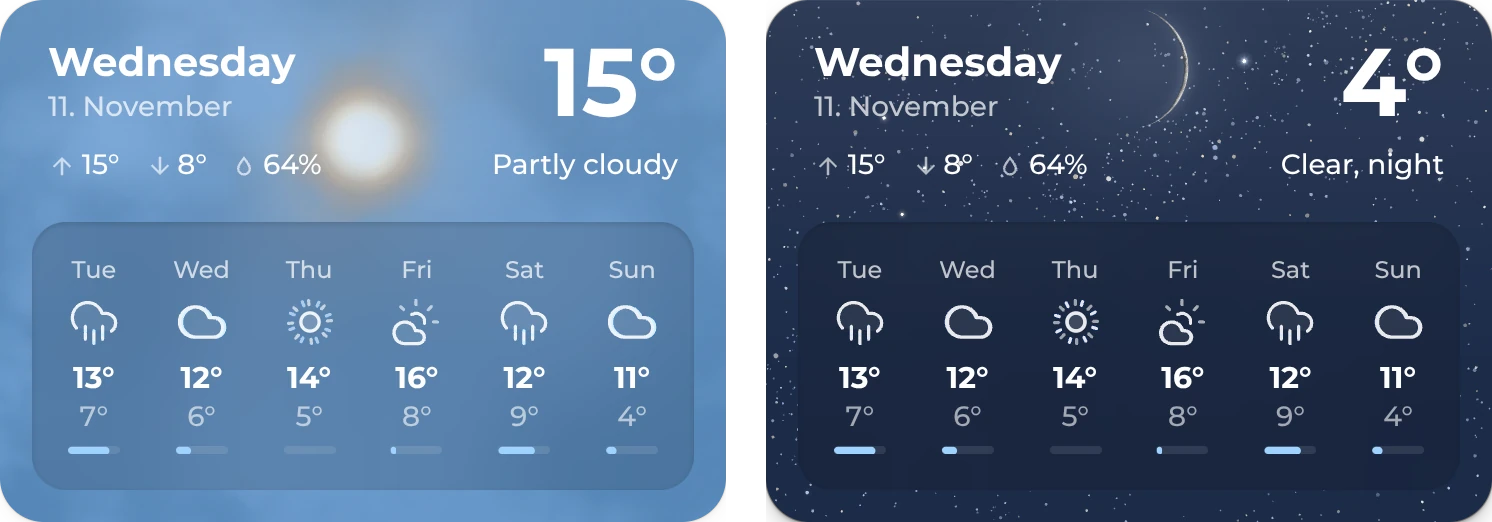 Wednesday
11. November
15°
15° 8° 64%
Partly cloudy
Tue Wed Thu Fri Sat Sun
13° 12° 14° 16° 12° 11°
7° 6° 5° 8° 9° 4°
Wednesday
11. November
4°
15° 8° 64%
Clear, night
Tue Wed Thu Fri Sat Sun
13° 12° 14° 16° 12° 11°
7° 6° 5° 8° 9° 4°